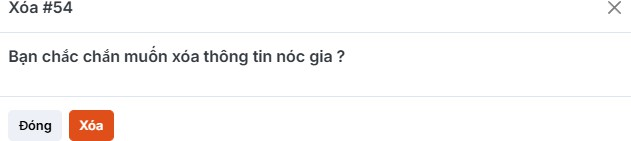 Xóa #54
Bạn chắc chắn muốn xóa thông tin nóc gia ?
Đóng
Xóa